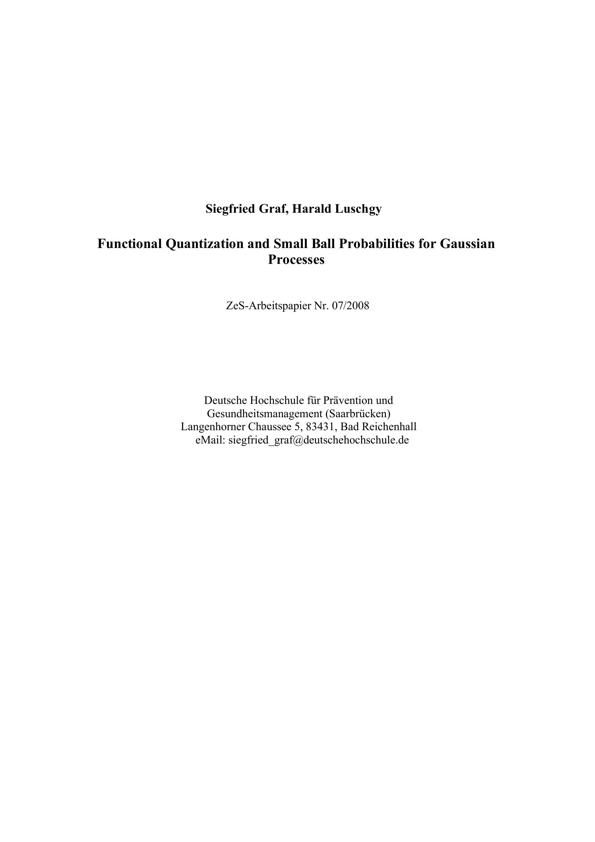 Siegfried Graf, Harald Luschgy
Functional Quantization and Small Ball Probabilities for Gaussian
Processes
ZeS-Arbeitspapier Nr. 07/2008
Deutsche Hochschule für Prävention und
Gesundheitsmanagement (Saarbrücken)
Langenhorner Chaussee 5, 83431, Bad Reichenhall
eMail: siegfried_graf@deutschehochschule.de